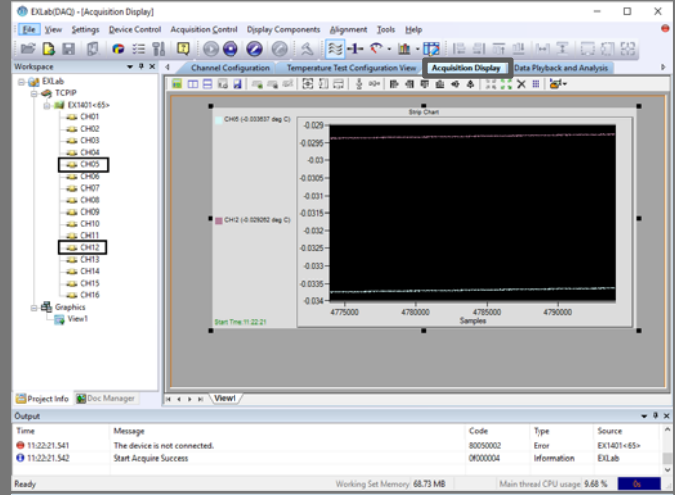 EXLab(DAQ) - [Acquisition Display]
File View Settings Device Control Acquisition Control Display Components Alignment Tools Help
Workspace
Channel Configuration Temperature Test Configuration View Acquisition Display Data Playback and Analysis
EXLab
TCPIP
EX1401<65>
CH01
CH02
CH03
CH04
CH05
CH06
CH07
CH08
CH09
CH10
CH11
CH12
CH13
CH14
CH15
CH16
Graphics
View1
Strip Chart
CH05 (-0.033637 deg C)
CH12 (-0.029262 deg C)
-0.029
-0.0295
-0.03
-0.0305
-0.031
-0.0315
-0.032
-0.0325
-0.033
-0.0335
-0.034
4775000 4780000 4785000 4790000
Samples
Start Time:11:22:21
Project Info Doc Manager
View1
Output
Time Message Code Type Source
11:22:21.541 The device is not connected. 80050002 Error EX1401<65>
11:22:21.542 Start Acquire Success 0f000004 Information EXLab
Ready Working Set Memory: 68.73 MB Main thread CPU usage: 9.68 % 0s